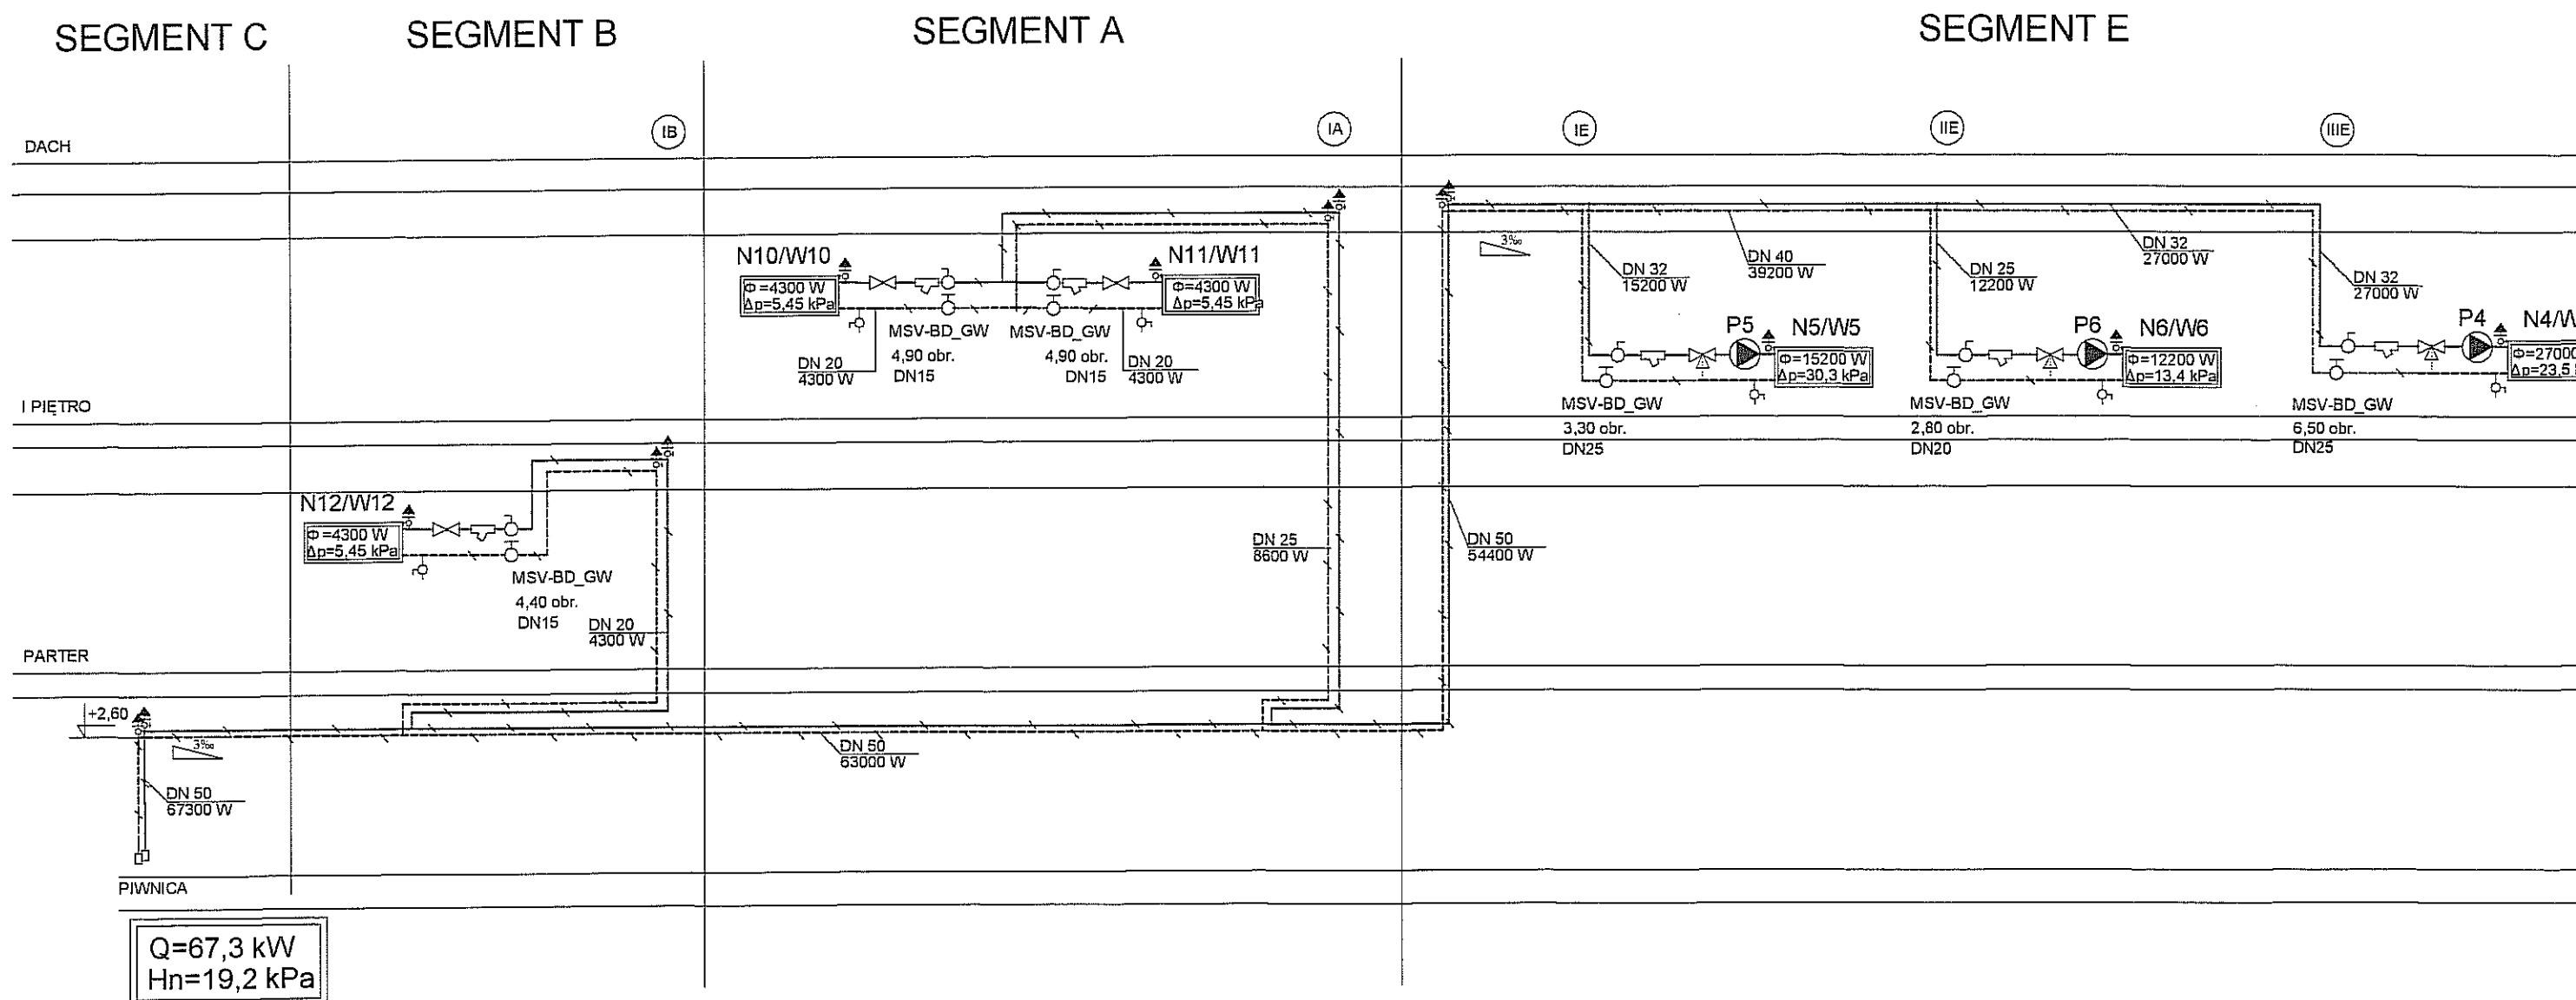 SEGMENT C
SEGMENT B
SEGMENT A
SEGMENT E
IB
IA
IE
IIE
IIIE
DACH
N10/W10
Φ=4300 W
Δp=5,45 kPa
N11/W11
Φ=4300 W
Δp=5,45 kPa
MSV-BD_GW
4,90 obr.
DN15
MSV-BD_GW
4,90 obr.
DN15
DN 20
4300 W
DN 20
4300 W
3‰
DN 32
15200 W
DN 40
39200 W
DN 25
12200 W
DN 32
27000 W
DN 32
27000 W
P5
N5/W5
Φ=15200 W
Δp=30,3 kPa
P6
N6/W6
Φ=12200 W
Δp=13,4 kPa
P4
N4/W
Φ=27000
Δp=23,5
I PIĘTRO
MSV-BD_GW
3,30 obr.
DN25
MSV-BD_GW
2,80 obr.
DN20
MSV-BD_GW
6,50 obr.
DN25
N12/W12
Φ=4300 W
Δp=5,45 kPa
MSV-BD_GW
4,40 obr.
DN15
DN 20
4300 W
DN 25
8600 W
DN 50
54400 W
PARTER
+2,60
3‰
DN 50
63000 W
DN 50
67300 W
PIWNICA
Q=67,3 kW
Hn=19,2 kPa